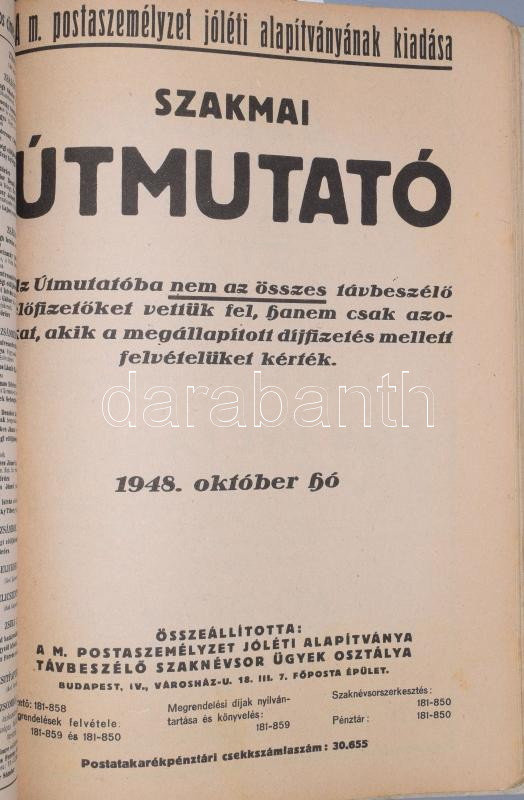 A m. postaszemélyzet jóléti alapítványának kiadása
SZAKMAI
ÚTMUTATÓ
Az Útmutatóba nem az összes távbeszélő
előfizetőket vettük fel, hanem csak azo-
kat, akik a megállapított díjfizetés mellett
felvételüket kérték.
darabanth
1948. október hó
ÖSSZEÁLLÍTOTTA:
A M. POSTASZEMÉLYZET JÓLÉTI ALAPÍTVÁNYA
TÁVBESZÉLŐ SZAKNÉVSOR ÜGYEK OSZTÁLYA
BUDAPEST, IV., VÁROSHÁZ-U. 18. III. 7. FŐPOSTA ÉPÜLET.
ető: 181-858
grendelések felvétele:
181-859 és 181-850
Megrendelési díjak nyilván-
tartása és könyvelés:
181-859
Szaknévsorszerkesztés:
181-850
Pénztár: 181-850
Postatakarékpénztári csekkszámlaszám: 30.655